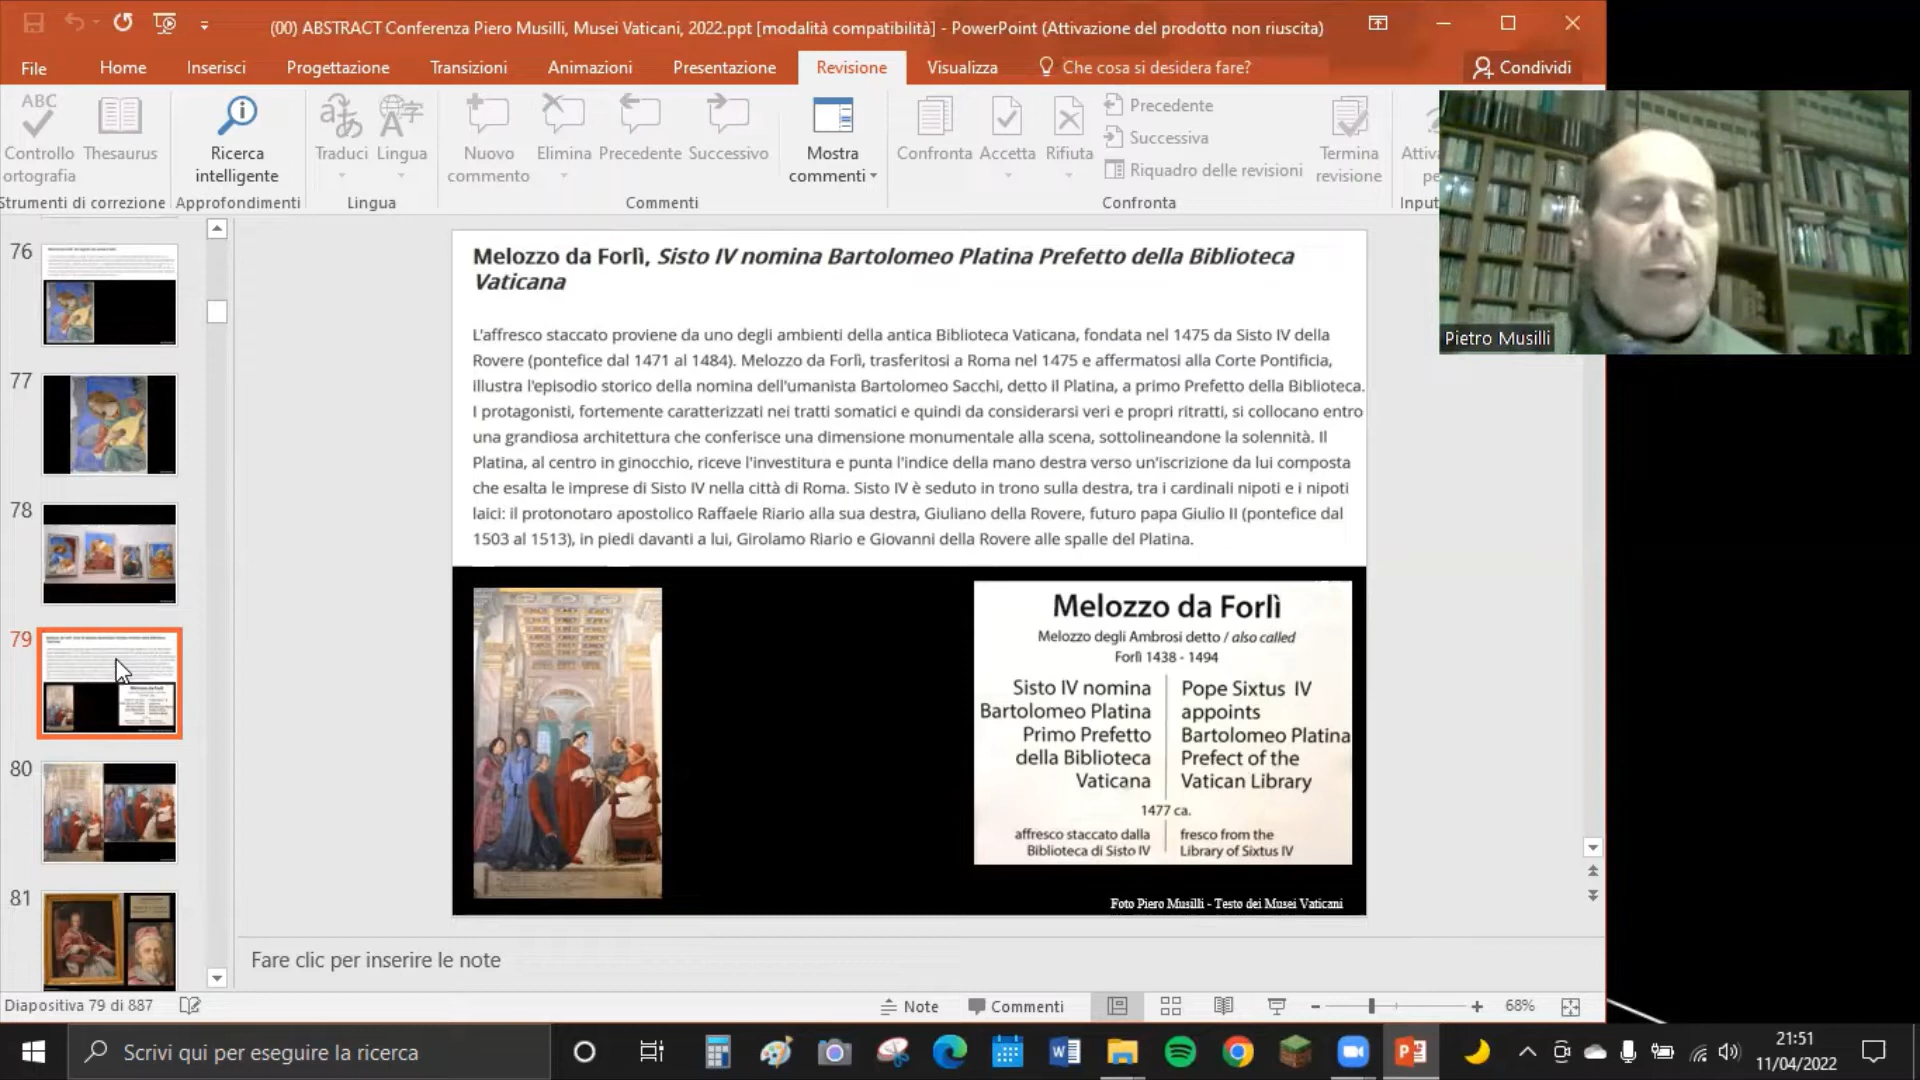 (00) ABSTRACT Conferenza Piero Musilli, Musei Vaticani, 2022.ppt [modalità compatibilità] - PowerPoint (Attivazione del prodotto non riuscita)
File Home Inserisci Progettazione Transizioni Animazioni Presentazione Revisione Visualizza Che cosa si desidera fare? Condividi
ABC
Controllo
ortografia
Thesaurus
Ricerca
intelligente
Traduci
Lingua
Nuovo
commento
Elimina
Precedente
Successivo
Mostra
commenti
Confronta
Accetta
Rifiuta
Precedente
Successiva
Riquadro delle revisioni
Termina
revisione
Strumenti di correzione Approfondimenti Lingua Commenti Confronta
Pietro Musilli
76
77
78
79
80
81
Melozzo da Forlì, Sisto IV nomina Bartolomeo Platina Prefetto della Biblioteca
Vaticana
L'affresco staccato proviene da uno degli ambienti della antica Biblioteca Vaticana, fondata nel 1475 da Sisto IV della
Rovere (pontefice dal 1471 al 1484). Melozzo da Forlì, trasferitosi a Roma nel 1475 e affermatosi alla Corte Pontificia,
illustra l'episodio storico della nomina dell'umanista Bartolomeo Sacchi, detto il Platina, a primo Prefetto della Biblioteca.
I protagonisti, fortemente caratterizzati nei tratti somatici e quindi da considerarsi veri e propri ritratti, si collocano entro
una grandiosa architettura che conferisce una dimensione monumentale alla scena, sottolineandone la solennità. Il
Platina, al centro in ginocchio, riceve l'investitura e punta l'indice della mano destra verso un'iscrizione da lui composta
che esalta le imprese di Sisto IV nella città di Roma. Sisto IV è seduto in trono sulla destra, tra i cardinali nipoti e i nipoti
laici: il protonotaro apostolico Raffaele Riario alla sua destra, Giuliano della Rovere, futuro papa Giulio II (pontefice dal
1503 al 1513), in piedi davanti a lui, Girolamo Riario e Giovanni della Rovere alle spalle del Platina.
Melozzo da Forlì
Melozzo degli Ambrosi detto / also called
Forlì 1438 - 1494
Sisto IV nomina
Bartolomeo Platina
Primo Prefetto
della Biblioteca
Vaticana
Pope Sixtus IV
appoints
Bartolomeo Platina
Prefect of the
Vatican Library
1477 ca.
affresco staccato dalla
Biblioteca di Sisto IV
fresco from the
Library of Sixtus IV
Foto Piero Musilli - Testo dei Musei Vaticani
Fare clic per inserire le note
Diapositiva 79 di 887 Note Commenti 68%
Scrivi qui per eseguire la ricerca
21:51
11/04/2022